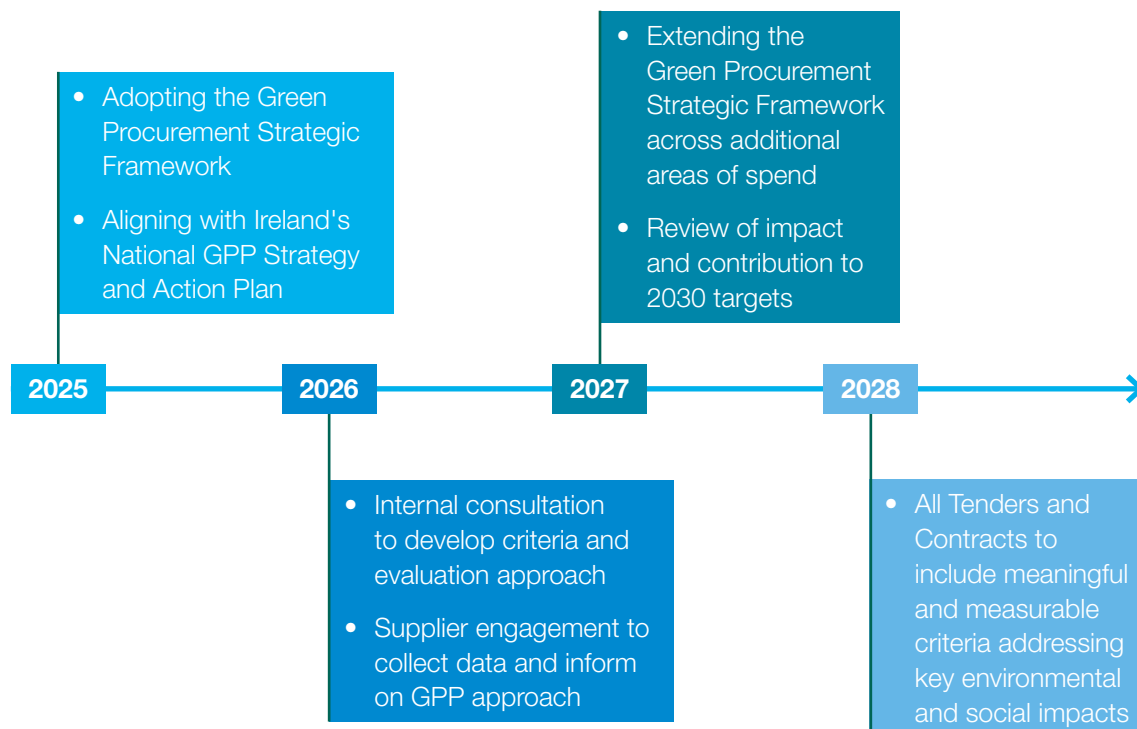 • Adopting the Green
Procurement Strategic
Framework
• Aligning with Ireland's
National GPP Strategy
and Action Plan
• Extending the
Green Procurement
Strategic Framework
across additional
areas of spend
• Review of impact
and contribution to
2030 targets
2025
2026
2027
2028
• Internal consultation
to develop criteria and
evaluation approach
• Supplier engagement to
collect data and inform
on GPP approach
• All Tenders and
Contracts to
include meaningful
and measurable
criteria addressing
key environmental
and social impacts